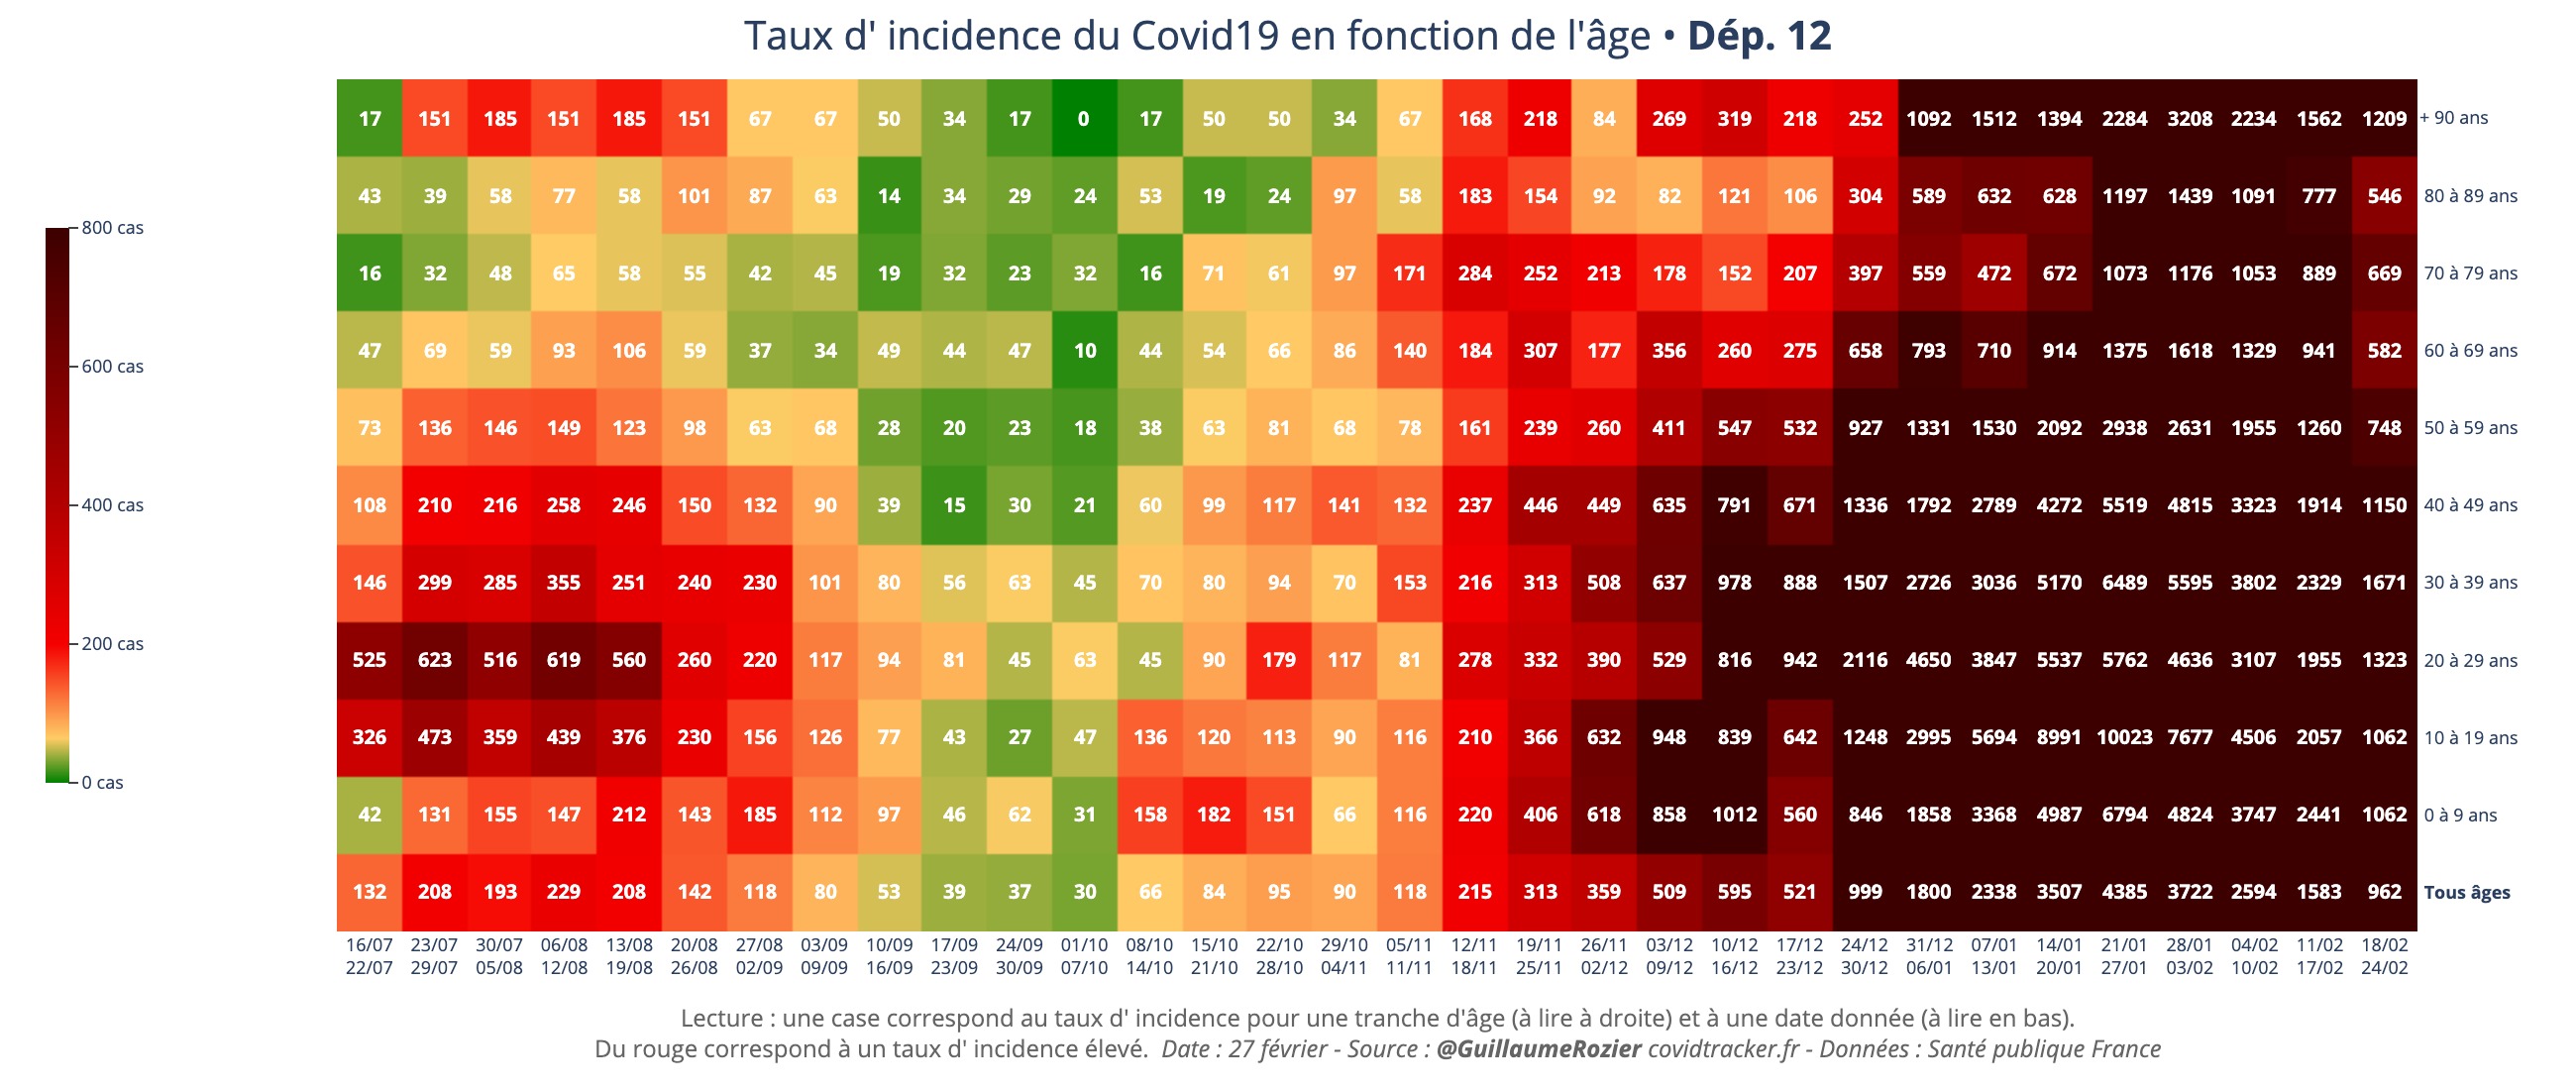 Taux d' incidence du Covid19 en fonction de l'âge • Dép. 12
17 151 185 151 185 151 67 67 50 34 17 0 17 50 50 34 67 168 218 84 269 319 218 252 1092 1512 1394 2284 3208 2234 1562 1209 + 90 ans
43 39 58 77 58 101 87 63 14 34 29 24 53 19 24 97 58 183 154 92 82 121 106 304 589 632 628 1197 1439 1091 777 546 80 à 89 ans
800 cas
16 32 48 65 58 55 42 45 19 32 23 32 16 71 61 97 171 284 252 213 178 152 207 397 559 472 672 1073 1176 1053 889 669 70 à 79 ans
47 69 59 93 106 59 37 34 49 44 47 10 44 54 66 86 140 184 307 177 356 260 275 658 793 710 914 1375 1618 1329 941 582 60 à 69 ans
600 cas
73 136 146 149 123 98 63 68 28 20 23 18 38 63 81 68 78 161 239 260 411 547 532 927 1331 1530 2092 2938 2631 1955 1260 748 50 à 59 ans
400 cas
108 210 216 258 246 150 132 90 39 15 30 21 60 99 117 141 132 237 446 449 635 791 671 1336 1792 2789 4272 5519 4815 3323 1914 1150 40 à 49 ans
146 299 285 355 251 240 230 101 80 56 63 45 70 80 94 70 153 216 313 508 637 978 888 1507 2726 3036 5170 6489 5595 3802 2329 1671 30 à 39 ans
200 cas
525 623 516 619 560 260 220 117 94 81 45 63 45 90 179 117 81 278 332 390 529 816 942 2116 4650 3847 5537 5762 4636 3107 1955 1323 20 à 29 ans
326 473 359 439 376 230 156 126 77 43 27 47 136 120 113 90 116 210 366 632 948 839 642 1248 2995 5694 8991 10023 7677 4506 2057 1062 10 à 19 ans
0 cas
42 131 155 147 212 143 185 112 97 46 62 31 158 182 151 66 116 220 406 618 858 1012 560 846 1858 3368 4987 6794 4824 3747 2441 1062 0 à 9 ans
132 208 193 229 208 142 118 80 53 39 37 30 66 84 95 90 118 215 313 359 509 595 521 999 1800 2338 3507 4385 3722 2594 1583 962 Tous âges
16/07 23/07 30/07 06/08 13/08 20/08 27/08 03/09 10/09 17/09 24/09 01/10 08/10 15/10 22/10 29/10 05/11 12/11 19/11 26/11 03/12 10/12 17/12 24/12 31/12 07/01 14/01 21/01 28/01 04/02 11/02 18/02
22/07 29/07 05/08 12/08 19/08 26/08 02/09 09/09 16/09 23/09 30/09 07/10 14/10 21/10 28/10 04/11 11/11 18/11 25/11 02/12 09/12 16/12 23/12 30/12 06/01 13/01 20/01 27/01 03/02 10/02 17/02 24/02
Lecture : une case correspond au taux d' incidence pour une tranche d'âge (à lire à droite) et à une date donnée (à lire en bas).
Du rouge correspond à un taux d' incidence élevé. Date : 27 février - Source : @GuillaumeRozier covidtracker.fr - Données : Santé publique France